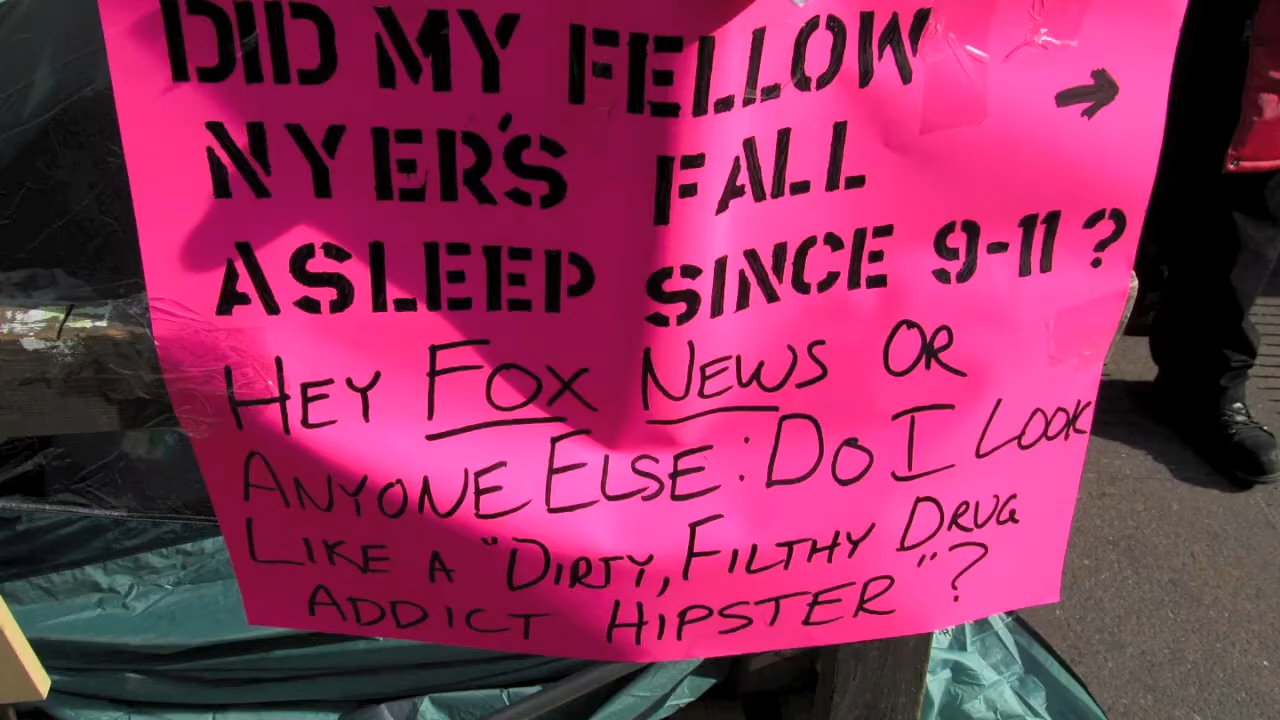 DID MY FELLOW →
NYER'S FALL
ASLEEP SINCE 9-11?
HEY FOX NEWS OR
ANYONE ELSE: DO I LOOK
LIKE A "DIRTY, FILTHY DRUG
ADDICT HIPSTER"?